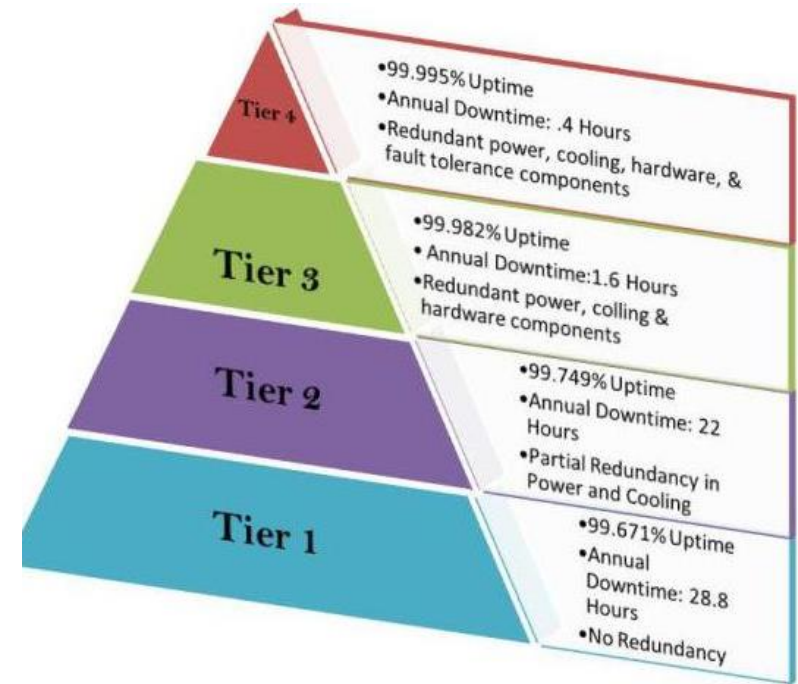 Tier 4
•99.995% Uptime
•Annual Downtime: .4 Hours
•Redundant power, cooling, hardware, &
fault tolerance components
Tier 3
•99.982% Uptime
• Annual Downtime:1.6 Hours
•Redundant power, colling &
hardware components
Tier 2
•99.749% Uptime
•Annual Downtime: 22
Hours
•Partial Redundancy in
Power and Cooling
Tier 1
•99.671% Uptime
•Annual
Downtime: 28.8
Hours
•No Redundancy